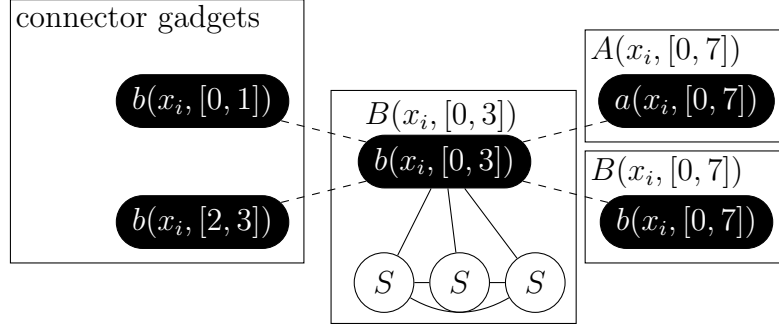 connector gadgets
b(x_i, [0, 1])
b(x_i, [2, 3])
B(x_i, [0, 3])
b(x_i, [0, 3])
S S S
A(x_i, [0, 7])
a(x_i, [0, 7])
B(x_i, [0, 7])
b(x_i, [0, 7])